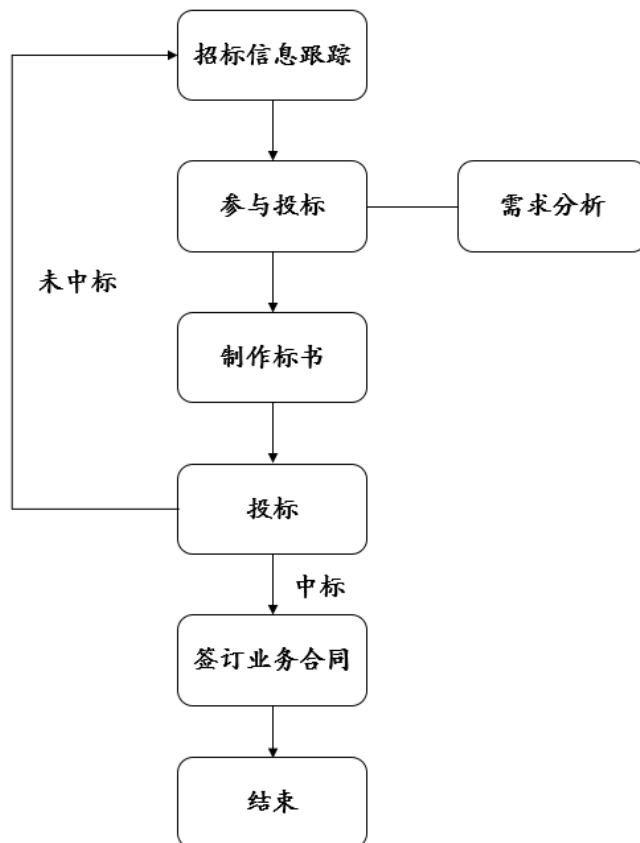 招标信息跟踪
参与投标
需求分析
未中标
制作标书
投标
中标
签订业务合同
结束